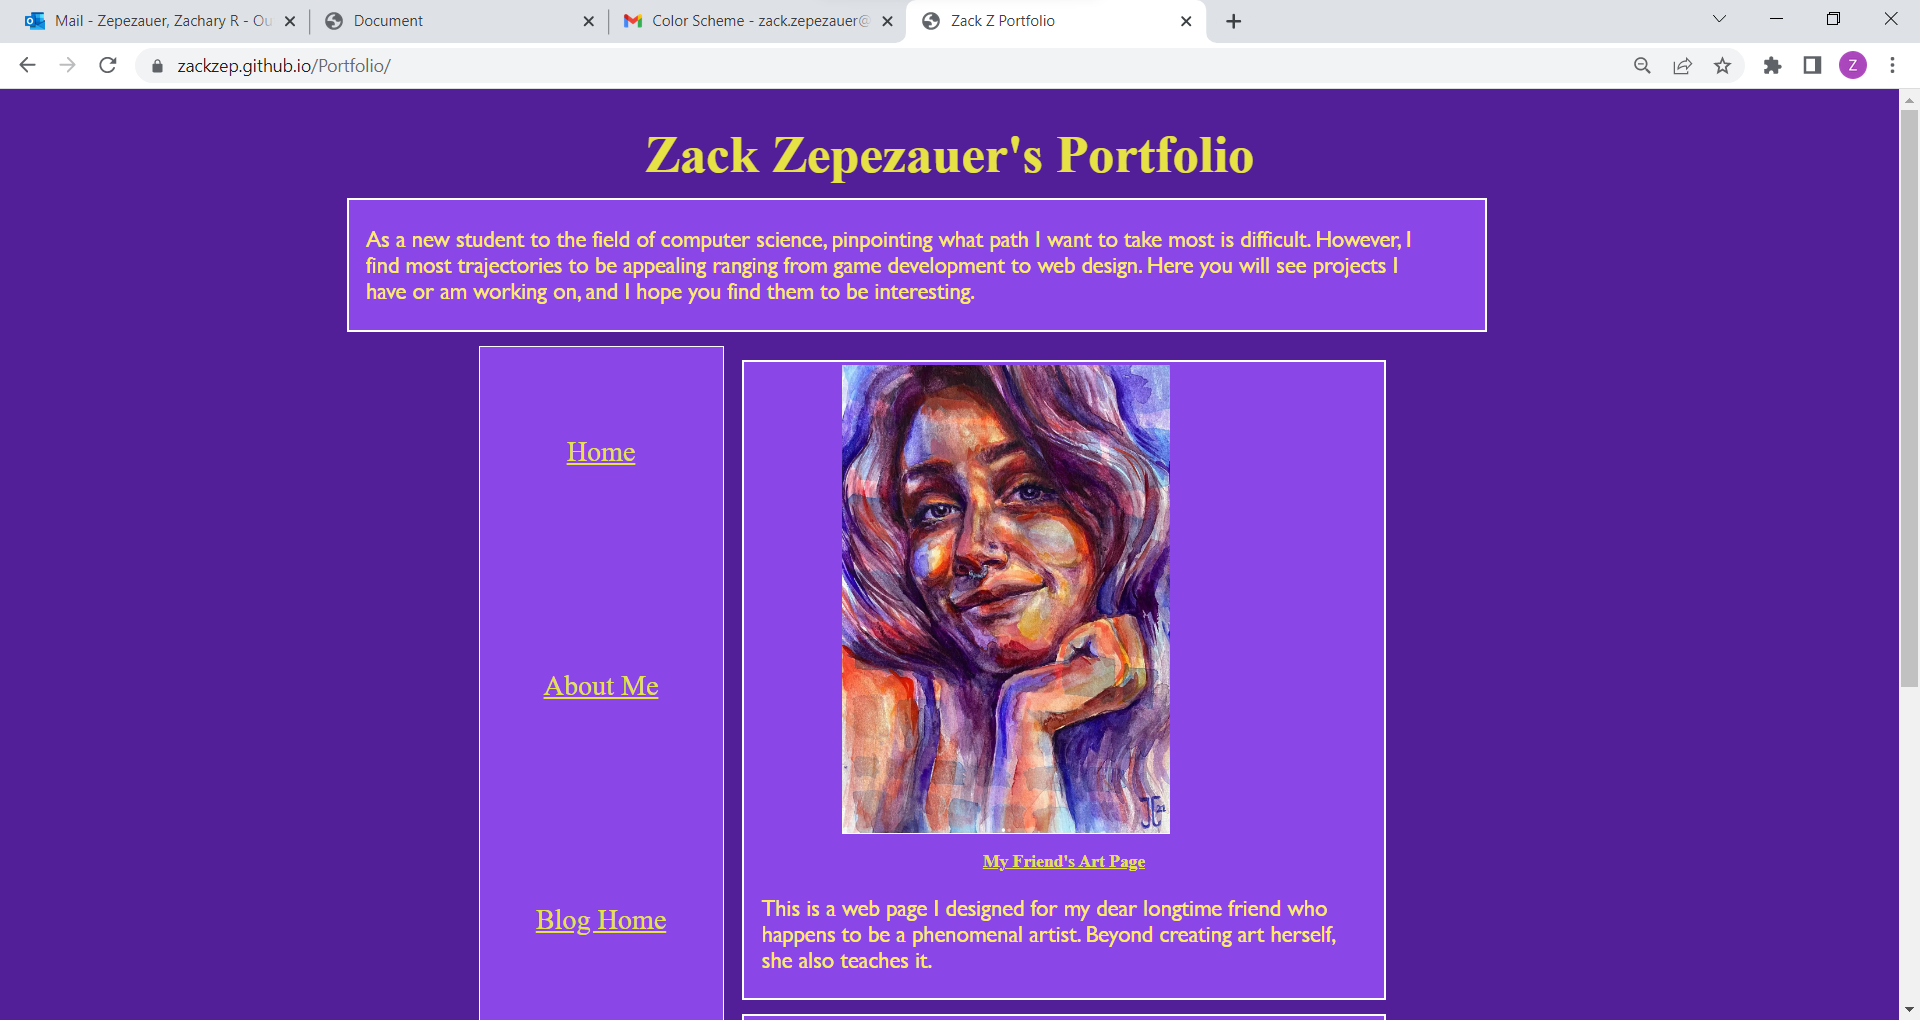 Mail - Zepezauer, Zachary R - Ou
Document
Color Scheme - zack.zepezauer@
Zack Z Portfolio
zackzep.github.io/Portfolio/
Z
Zack Zepezauer's Portfolio
As a new student to the field of computer science, pinpointing what path I want to take most is difficult. However, I
find most trajectories to be appealing ranging from game development to web design. Here you will see projects I
have or am working on, and I hope you find them to be interesting.
Home
About Me
Blog Home
My Friend's Art Page
This is a web page I designed for my dear longtime friend who
happens to be a phenomenal artist. Beyond creating art herself,
she also teaches it.